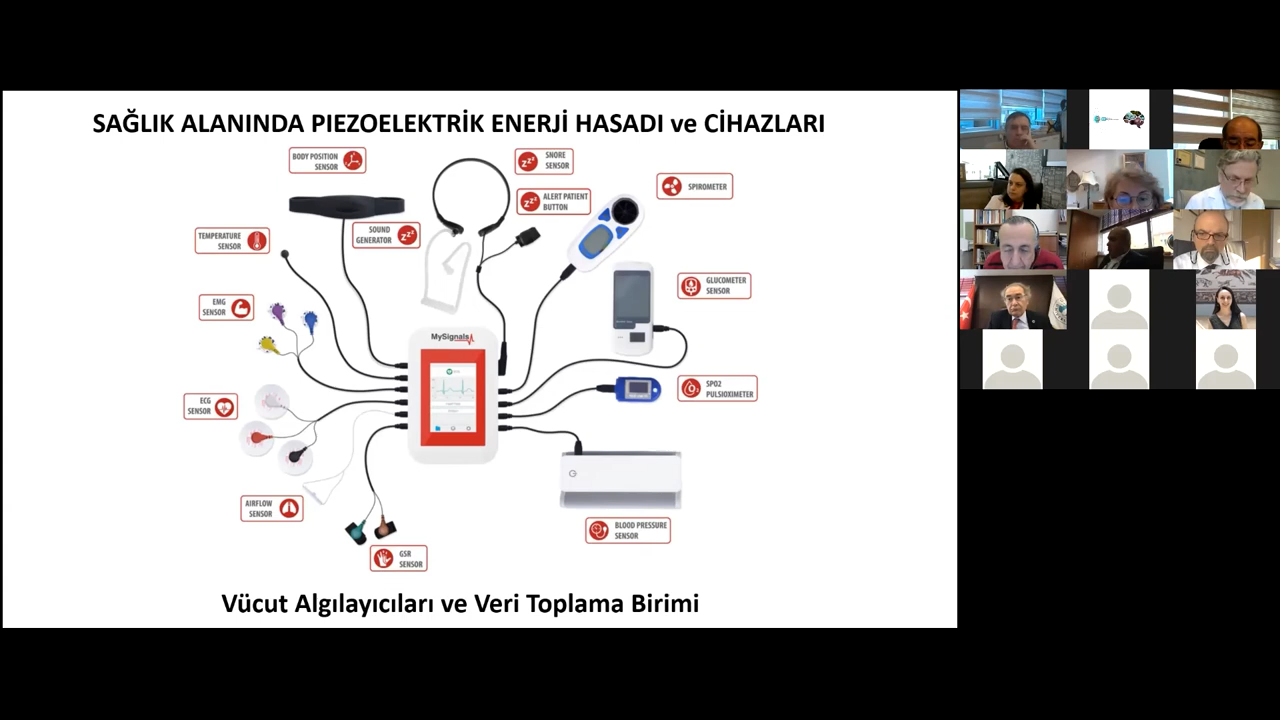 SAĞLIK ALANINDA PIEZOELEKTRİK ENERJİ HASADI ve CİHAZLARI
BODY POSITION
SENSOR
SNORE
SENSOR
ALERT PATIENT
BUTTON
SPIROMETER
SOUND
GENERATOR
TEMPERATURE
SENSOR
GLUCOMETER
SENSOR
EMG
SENSOR
MySignals
SPO2
PULSIOXIMETER
ECG
SENSOR
AIRFLOW
SENSOR
BLOOD PRESSURE
SENSOR
GSR
SENSOR
Vücut Algılayıcıları ve Veri Toplama Birimi